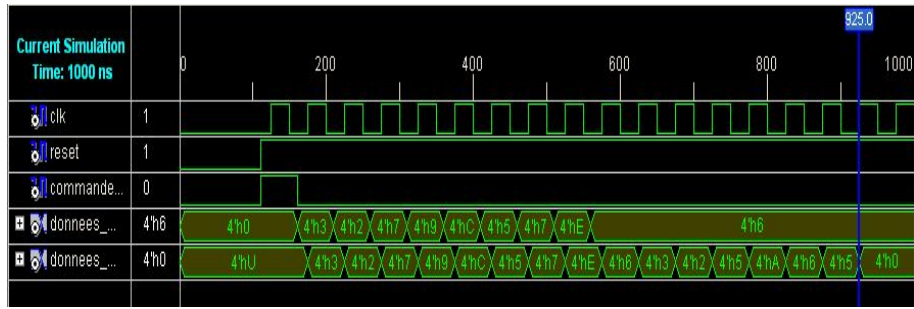 925.0
Current Simulation
Time: 1000 ns
0 200 400 600 800 1000
clk 1
reset 1
commande... 0
donnees_... 4'h6 4'h0 4'h3 4'h2 4'h7 4'h9 4'hC 4'h5 4'h7 4'hE 4'h6
donnees_... 4'h0 4'hU 4'h3 4'h2 4'h7 4'h9 4'hC 4'h5 4'h7 4'hE 4'h6 4'h3 4'h2 4'h5 4'hA 4'h6 4'h5 4'h0